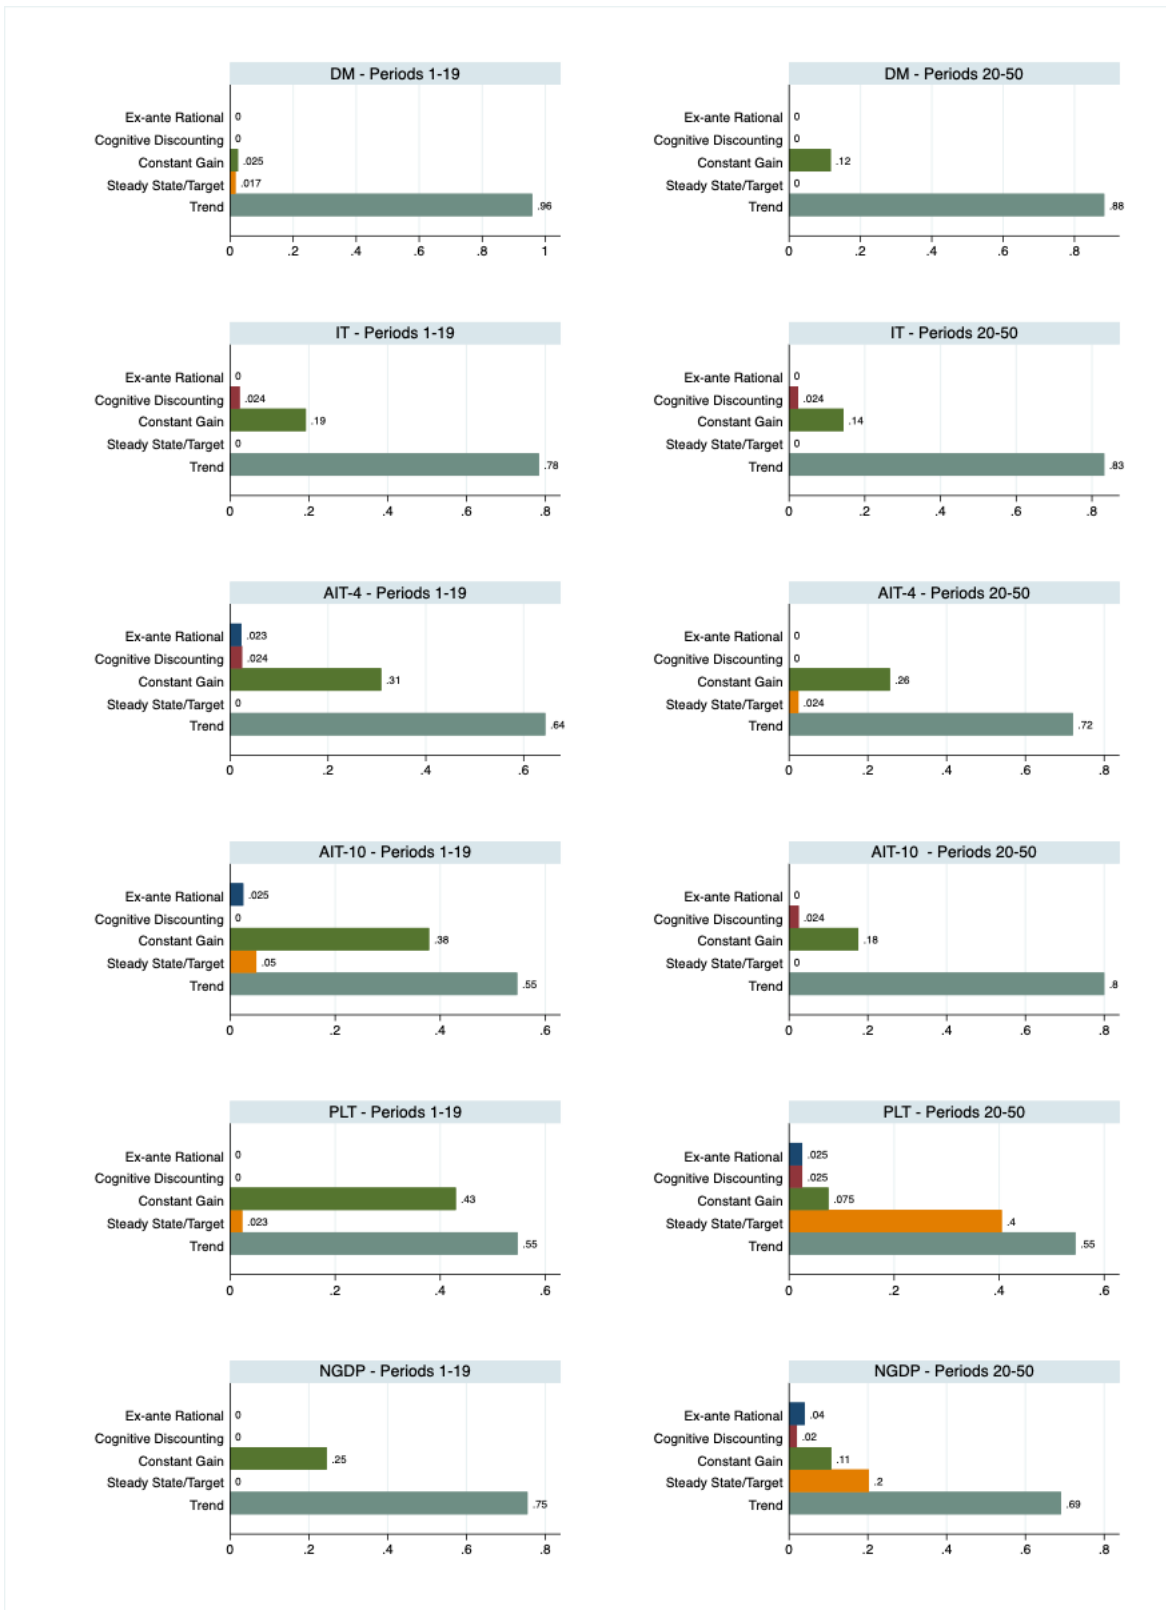 DM - Periods 1-19
Ex-ante Rational 0
Cognitive Discounting 0
Constant Gain .025
Steady State/Target .017
Trend .96
0 .2 .4 .6 .8 1
DM - Periods 20-50
Ex-ante Rational 0
Cognitive Discounting 0
Constant Gain .12
Steady State/Target 0
Trend .88
0 .2 .4 .6 .8
IT - Periods 1-19
Ex-ante Rational 0
Cognitive Discounting .024
Constant Gain .19
Steady State/Target 0
Trend .78
0 .2 .4 .6 .8
IT - Periods 20-50
Ex-ante Rational 0
Cognitive Discounting .024
Constant Gain .14
Steady State/Target 0
Trend .83
0 .2 .4 .6 .8
AIT-4 - Periods 1-19
Ex-ante Rational .023
Cognitive Discounting .024
Constant Gain .31
Steady State/Target 0
Trend .64
0 .2 .4 .6
AIT-4 - Periods 20-50
Ex-ante Rational 0
Cognitive Discounting 0
Constant Gain .26
Steady State/Target .024
Trend .72
0 .2 .4 .6 .8
AIT-10 - Periods 1-19
Ex-ante Rational .025
Cognitive Discounting 0
Constant Gain .38
Steady State/Target .05
Trend .55
0 .2 .4 .6
AIT-10 - Periods 20-50
Ex-ante Rational 0
Cognitive Discounting .024
Constant Gain .18
Steady State/Target 0
Trend .8
0 .2 .4 .6 .8
PLT - Periods 1-19
Ex-ante Rational 0
Cognitive Discounting 0
Constant Gain .43
Steady State/Target .023
Trend .55
0 .2 .4 .6
PLT - Periods 20-50
Ex-ante Rational .025
Cognitive Discounting .025
Constant Gain .075
Steady State/Target .4
Trend .55
0 .2 .4 .6
NGDP - Periods 1-19
Ex-ante Rational 0
Cognitive Discounting 0
Constant Gain .25
Steady State/Target 0
Trend .75
0 .2 .4 .6 .8
NGDP - Periods 20-50
Ex-ante Rational .04
Cognitive Discounting .02
Constant Gain .11
Steady State/Target .2
Trend .69
0 .2 .4 .6 .8